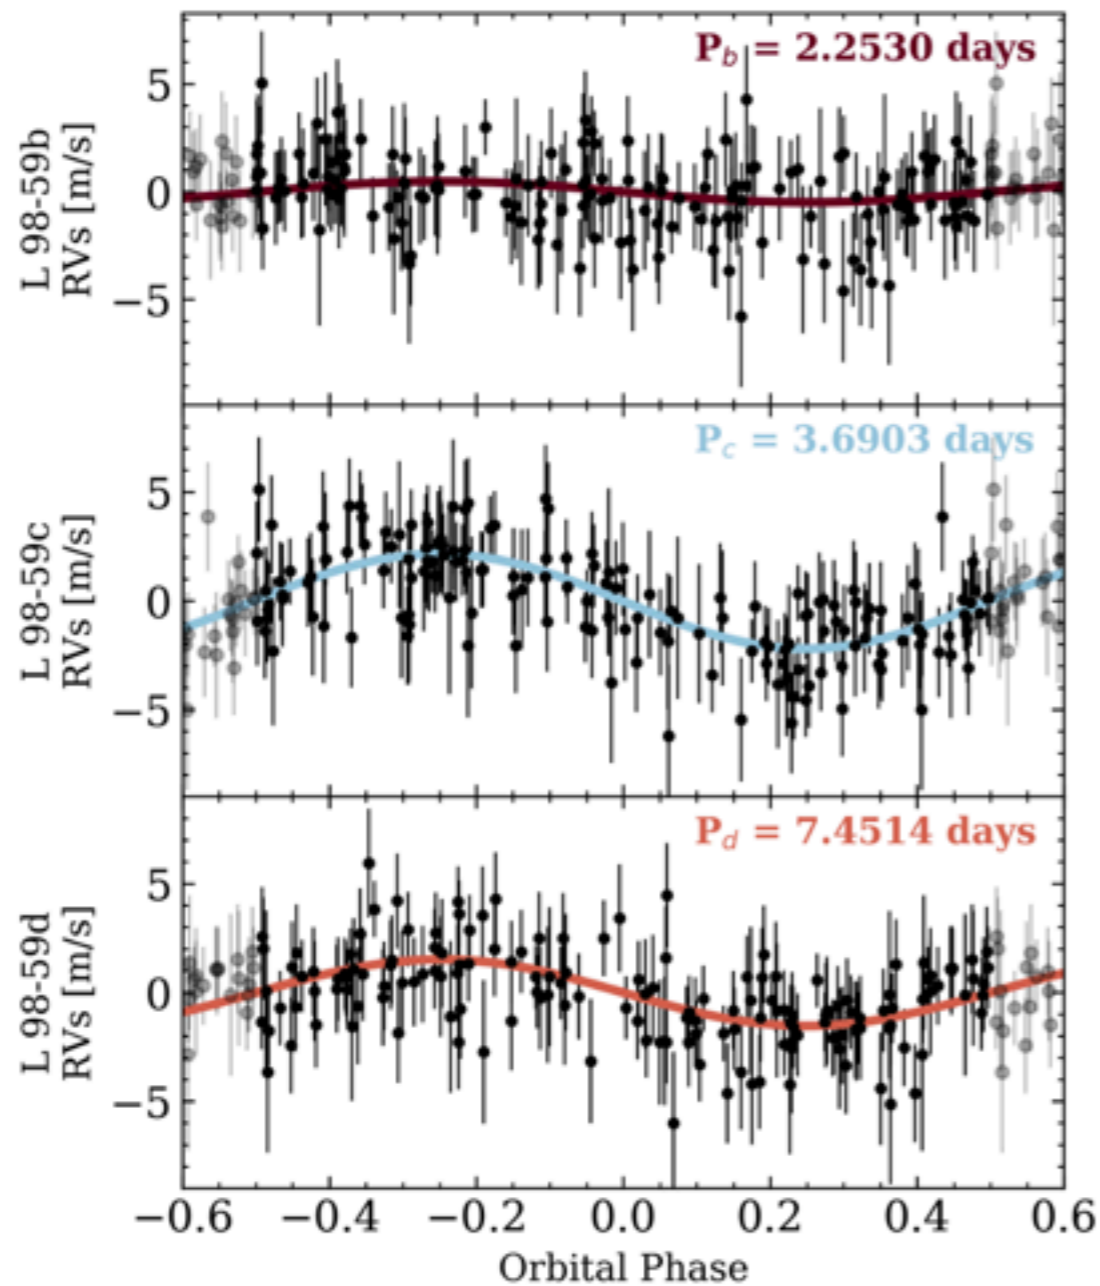 P_b = 2.2530 days
L 98-59b
RVs [m/s]
5
0
−5
P_c = 3.6903 days
L 98-59c
RVs [m/s]
5
0
−5
P_d = 7.4514 days
L 98-59d
RVs [m/s]
5
0
−5
−0.6 −0.4 −0.2 0.0 0.2 0.4 0.6
Orbital Phase